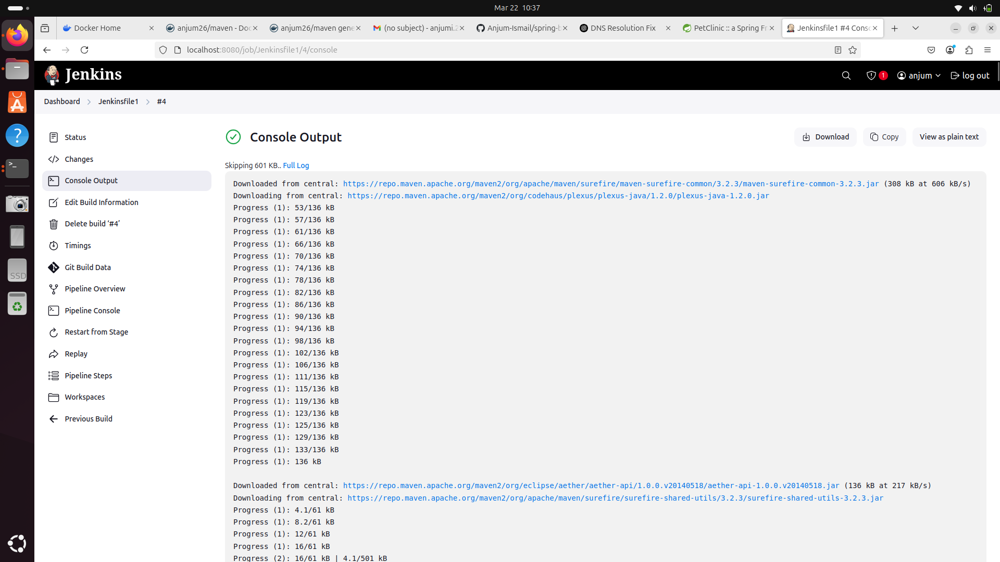 Mar 22 10:37
Docker Home
anjum26/maven - Doc
anjum26/maven gene
(no subject) - anjumi.2
Anjum-Ismail/spring-b
DNS Resolution Fix
PetClinic :: a Spring Fr
Jenkinsfile1 #4 Conso
localhost:8080/job/Jenkinsfile1/4/console
Jenkins
1
anjum
log out
Dashboard
Jenkinsfile1
#4
Status
Changes
Console Output
Edit Build Information
Delete build ‘#4’
Timings
Git Build Data
Pipeline Overview
Pipeline Console
Restart from Stage
Replay
Pipeline Steps
Workspaces
Previous Build
Console Output
Download
Copy
View as plain text
Skipping 601 KB.. Full Log
Downloaded from central: https://repo.maven.apache.org/maven2/org/apache/maven/surefire/maven-surefire-common/3.2.3/maven-surefire-common-3.2.3.jar (308 kB at 606 kB/s)
Downloading from central: https://repo.maven.apache.org/maven2/org/codehaus/plexus/plexus-java/1.2.0/plexus-java-1.2.0.jar
Progress (1): 53/136 kB
Progress (1): 57/136 kB
Progress (1): 61/136 kB
Progress (1): 66/136 kB
Progress (1): 70/136 kB
Progress (1): 74/136 kB
Progress (1): 78/136 kB
Progress (1): 82/136 kB
Progress (1): 86/136 kB
Progress (1): 90/136 kB
Progress (1): 94/136 kB
Progress (1): 98/136 kB
Progress (1): 102/136 kB
Progress (1): 106/136 kB
Progress (1): 111/136 kB
Progress (1): 115/136 kB
Progress (1): 119/136 kB
Progress (1): 123/136 kB
Progress (1): 125/136 kB
Progress (1): 129/136 kB
Progress (1): 133/136 kB
Progress (1): 136 kB
Downloaded from central: https://repo.maven.apache.org/maven2/org/eclipse/aether/aether-api/1.0.0.v20140518/aether-api-1.0.0.v20140518.jar (136 kB at 217 kB/s)
Downloading from central: https://repo.maven.apache.org/maven2/org/apache/maven/surefire/surefire-shared-utils/3.2.3/surefire-shared-utils-3.2.3.jar
Progress (1): 4.1/61 kB
Progress (1): 8.2/61 kB
Progress (1): 12/61 kB
Progress (1): 16/61 kB
Progress (2): 16/61 kB | 4.1/501 kB
SSD